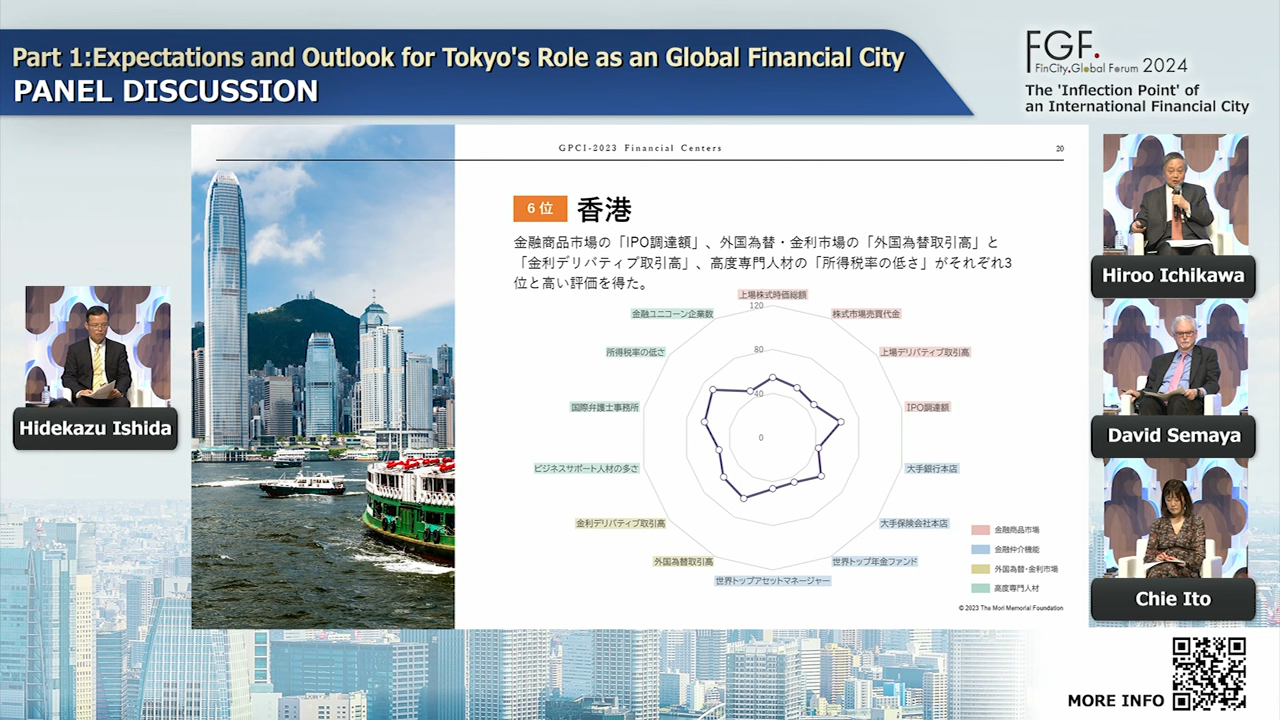 Part 1:Expectations and Outlook for Tokyo's Role as an Global Financial City
PANEL DISCUSSION
FGF.
FinCity.Global Forum 2024
The 'Inflection Point' of
an International Financial City
GPCI-2023 Financial Centers
20
6位 香港
金融商品市場の「IPO調達額」、外国為替・金利市場の「外国為替取引高」と
「金利デリバティブ取引高」、高度専門人材の「所得税率の低さ」がそれぞれ3
位と高い評価を得た。
上場株式時価総額
株式市場売買代金
上場デリバティブ取引高
IPO調達額
大手銀行本店
大手保険会社本店
世界トップ年金ファンド
世界トップアセットマネージャー
外国為替取引高
金利デリバティブ取引高
ビジネスサポート人材の多さ
国際弁護士事務所
所得税率の低さ
金融ユニコーン企業数
120
80
40
0
金融商品市場
金融仲介機能
外国為替・金利市場
高度専門人材
© 2023 The Mori Memorial Foundation
Hidekazu Ishida
Hiroo Ichikawa
David Semaya
Chie Ito
MORE INFO